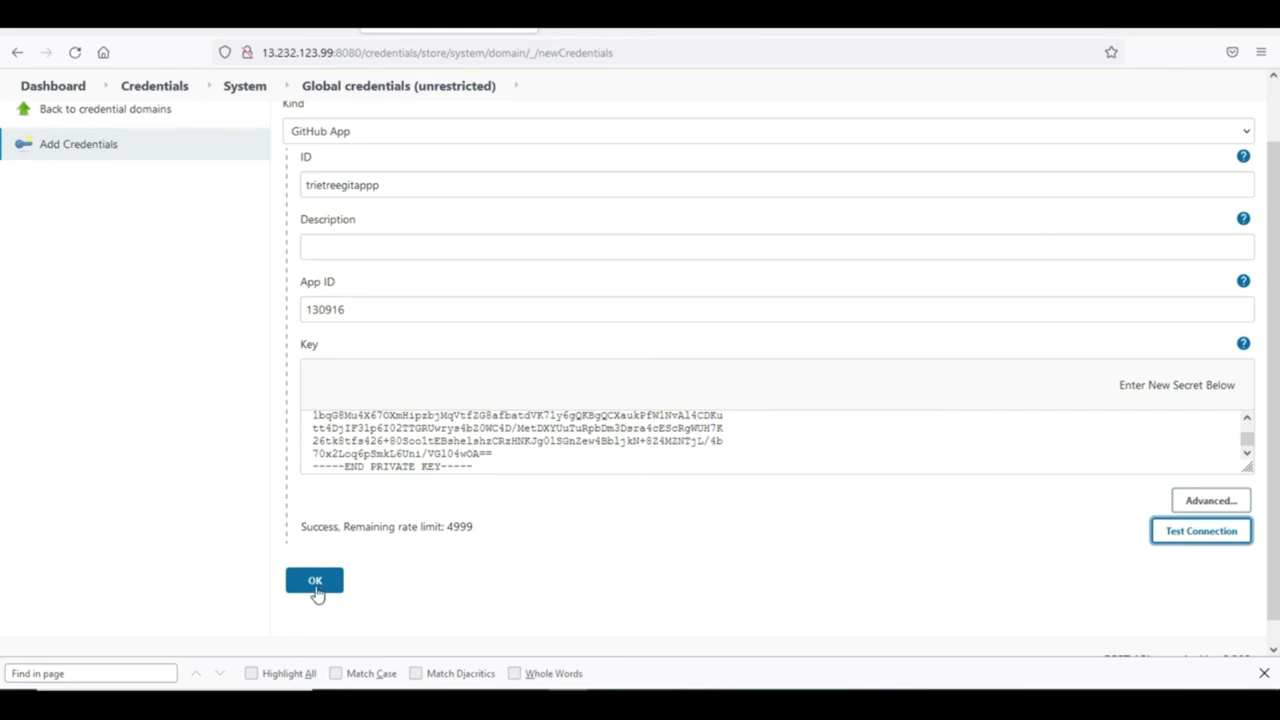 13.232.123.99:8080/credentials/store/system/domain/_/newCredentials
Dashboard
Credentials
System
Global credentials (unrestricted)
Back to credential domains
Add Credentials
Kind
GitHub App
ID
trietreegitappp
Description
App ID
130916
Key
Enter New Secret Below
-----END PRIVATE KEY-----
Advanced...
Success, Remaining rate limit: 4999
Test Connection
OK
Find in page
Highlight All
Match Case
Match Diacritics
Whole Words